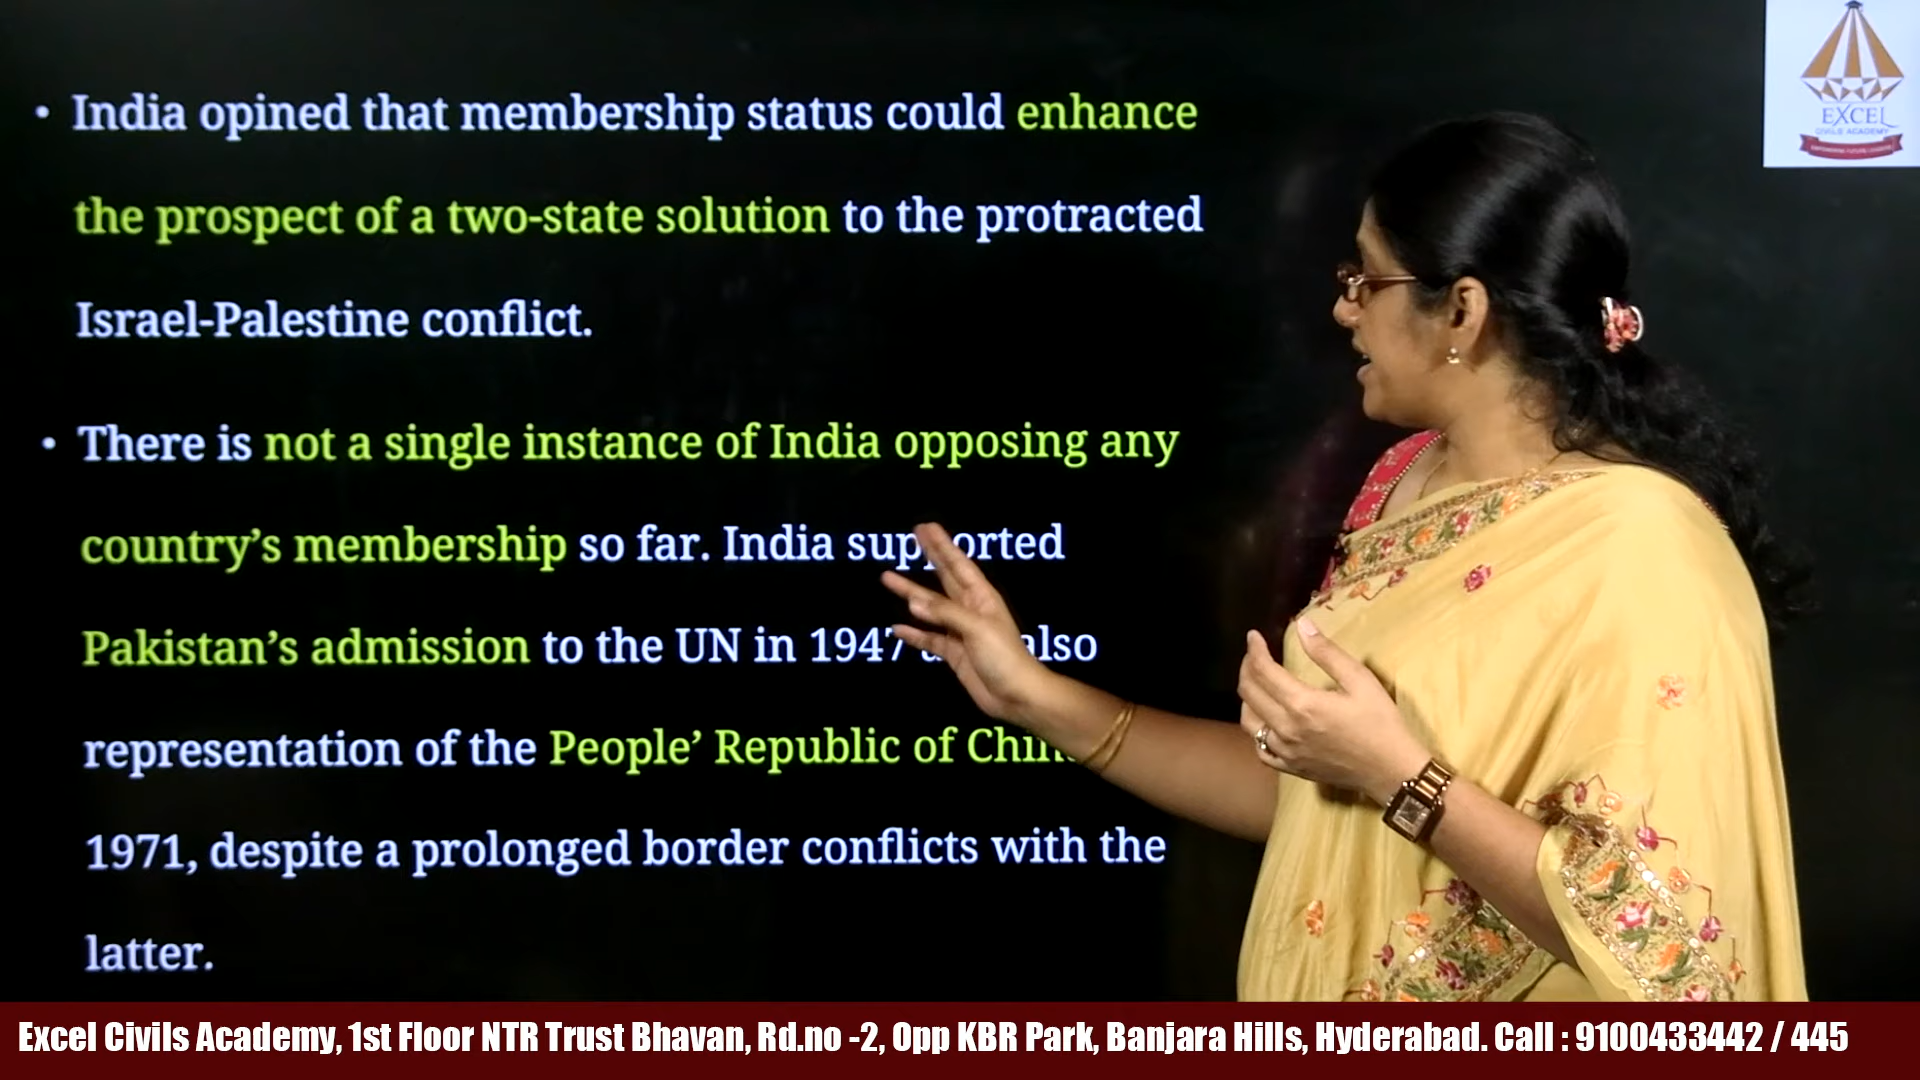 • India opined that membership status could enhance
the prospect of a two-state solution to the protracted
Israel-Palestine conflict.
• There is not a single instance of India opposing any
country's membership so far. India supported
Pakistan's admission to the UN in 1947 also
representation of the People' Republic of
1971, despite a prolonged border conflicts with the
latter.
EXCEL
CIVILS ACADEMY
Excel Civils Academy, 1st Floor NTR Trust Bhavan, Rd.no -2, Opp KBR Park, Banjara Hills, Hyderabad. Call : 9100433442 / 445